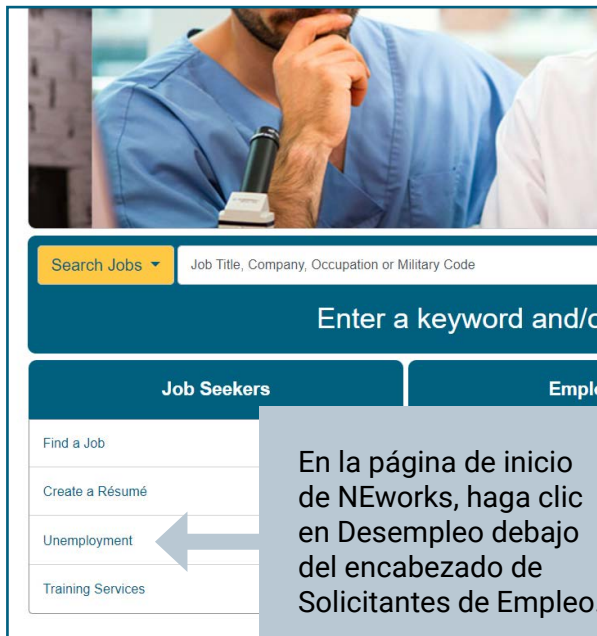 Search Jobs
Job Title, Company, Occupation or Military Code
Enter a keyword and/
Job Seekers
Find a Job
Create a Résumé
Unemployment
Training Services
En la página de inicio
de NEworks, haga clic
en Desempleo debajo
del encabezado de
Solicitantes de Empleo.